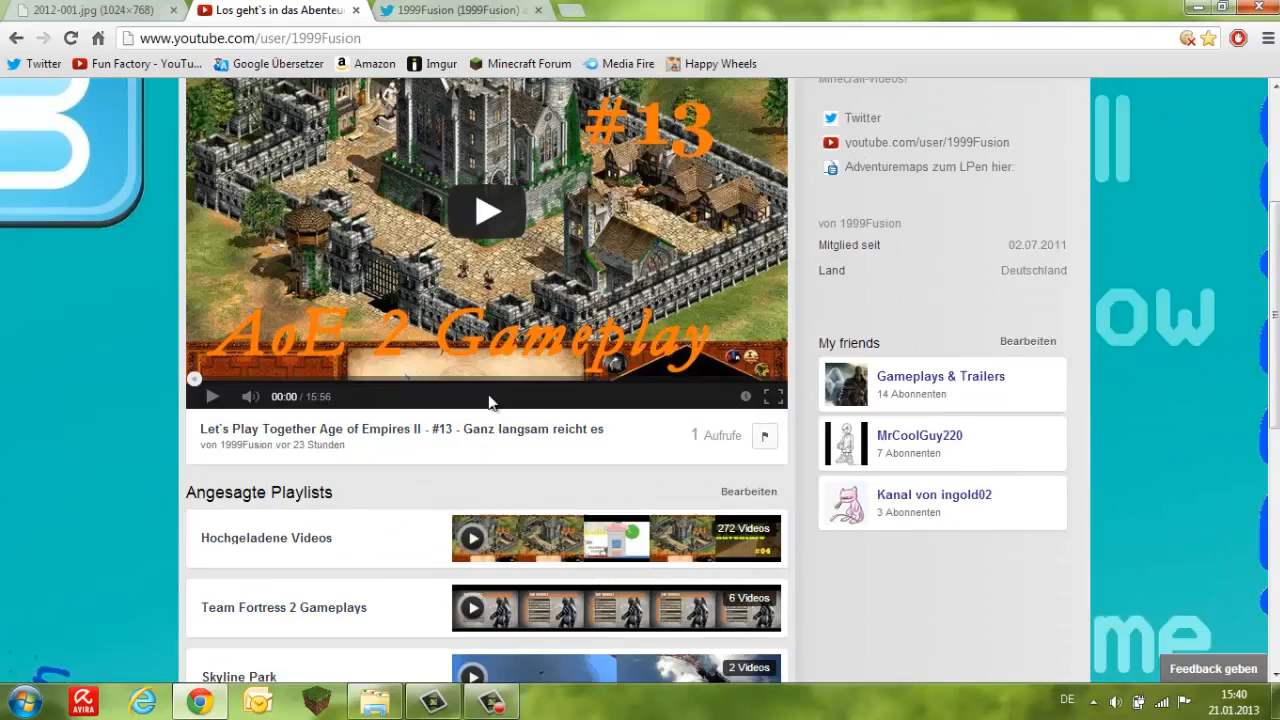 2012-001.jpg (1024×768)
Los geht`s in das Abenteu
1999Fusion (1999Fusion)
www.youtube.com/user/1999Fusion
Twitter
Fun Factory - YouTu...
Google Übersetzer
Amazon
Imgur
Minecraft Forum
Media Fire
Happy Wheels
Minecraft-Videos!
#13
Twitter
youtube.com/user/1999Fusion
Adventuremaps zum LPen hier:
von 1999Fusion
Mitglied seit 02.07.2011
Land Deutschland
ow
AoE 2 Gameplay
My friends Bearbeiten
Gameplays & Trailers
14 Abonnenten
00:00 / 15:56
Let`s Play Together Age of Empires II - #13 - Ganz langsam reicht es
von 1999Fusion vor 23 Stunden
1 Aufrufe
MrCoolGuy220
7 Abonnenten
Angesagte Playlists Bearbeiten
Kanal von ingold02
3 Abonnenten
Hochgeladene Videos 272 Videos
#04
Team Fortress 2 Gameplays 6 Videos
me
Skyline Park 2 Videos
Feedback geben
AVIRA
DE
15:40
21.01.2013